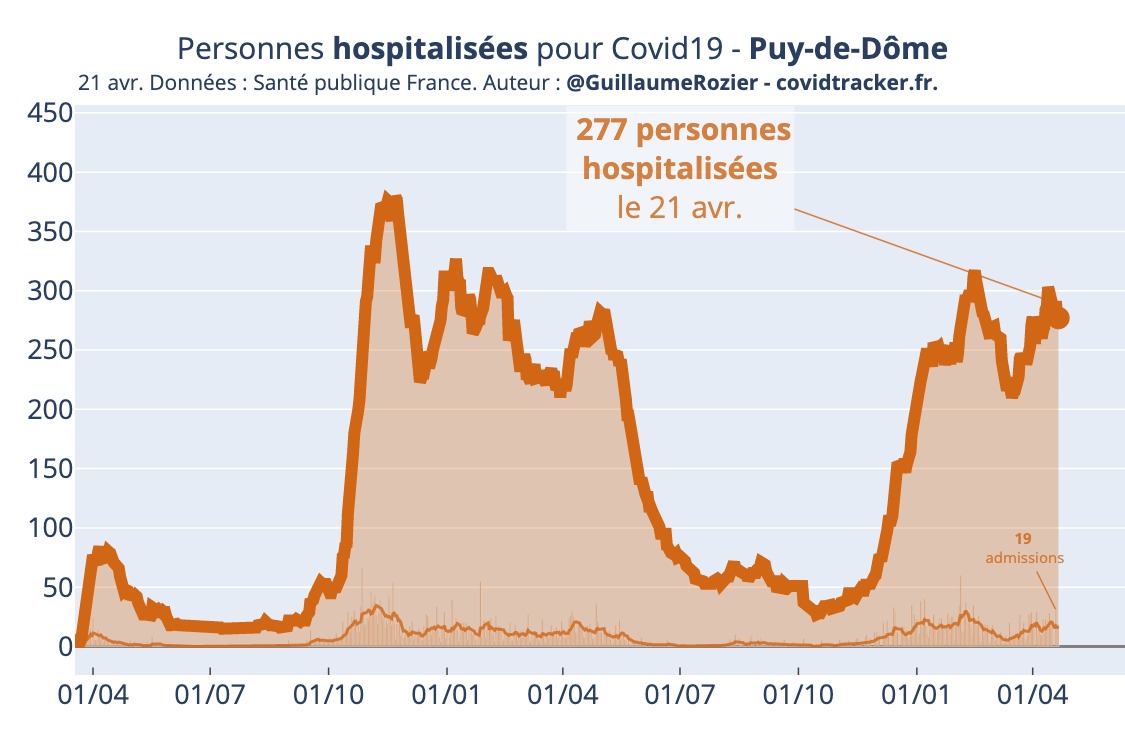 Personnes hospitalisées pour Covid19 - Puy-de-Dôme
21 avr. Données : Santé publique France. Auteur : @GuillaumeRozier - covidtracker.fr.
450
277 personnes
hospitalisées
le 21 avr.
400
350
300
250
200
150
100
19
admissions
50
0
01/04 01/07 01/10 01/01 01/04 01/07 01/10 01/01 01/04